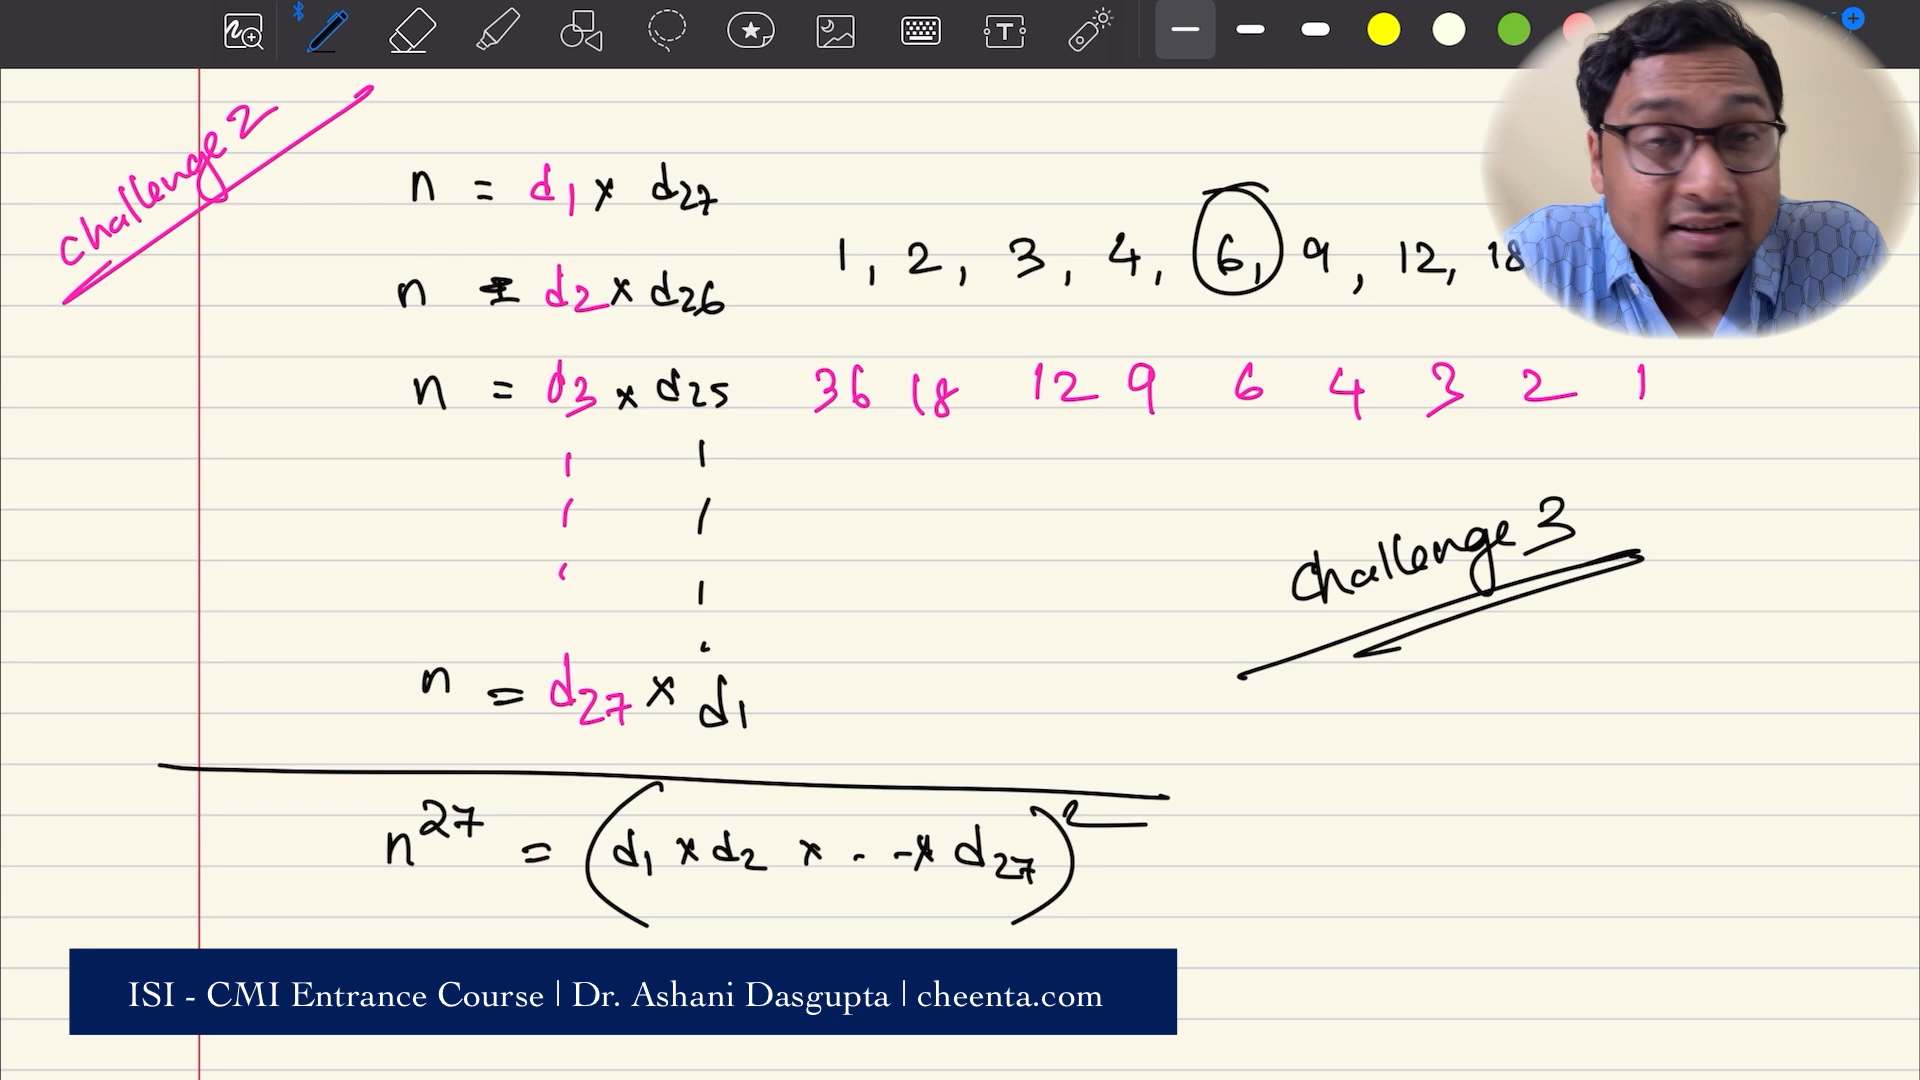 challenge 2
n = d1 x d27
n = d2 x d26
n = d3 x d25
n = d27 x d1
n^27 = (d1 x d2 x . - x d27)^2
1, 2, 3, 4, 6, 9, 12, 18
36 18 12 9 6 4 3 2 1
challenge 3
ISI - CMI Entrance Course | Dr. Ashani Dasgupta | cheenta.com
T